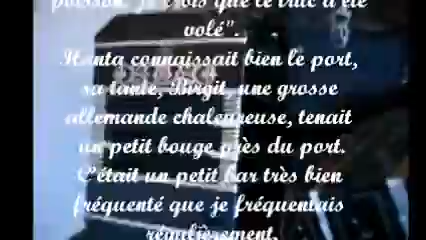 poisson. Je crois que le truc a été
volé".
Hanta connaissait bien le port,
sa tante, Birgit, une grosse
allemande chaleureuse, tenait
un petit bouge près du port.
C'était un petit bar très bien
fréquenté que je fréquentais
régulièrement,